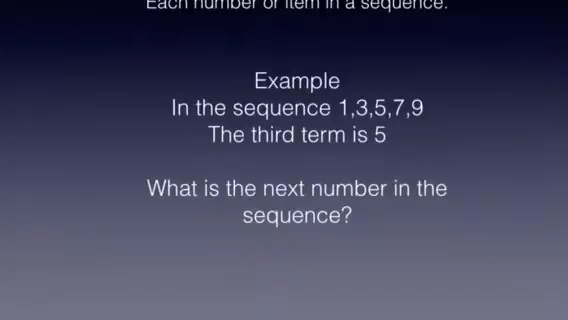 Each number or item in a sequence.
Example
In the sequence 1,3,5,7,9
The third term is 5
What is the next number in the
sequence?